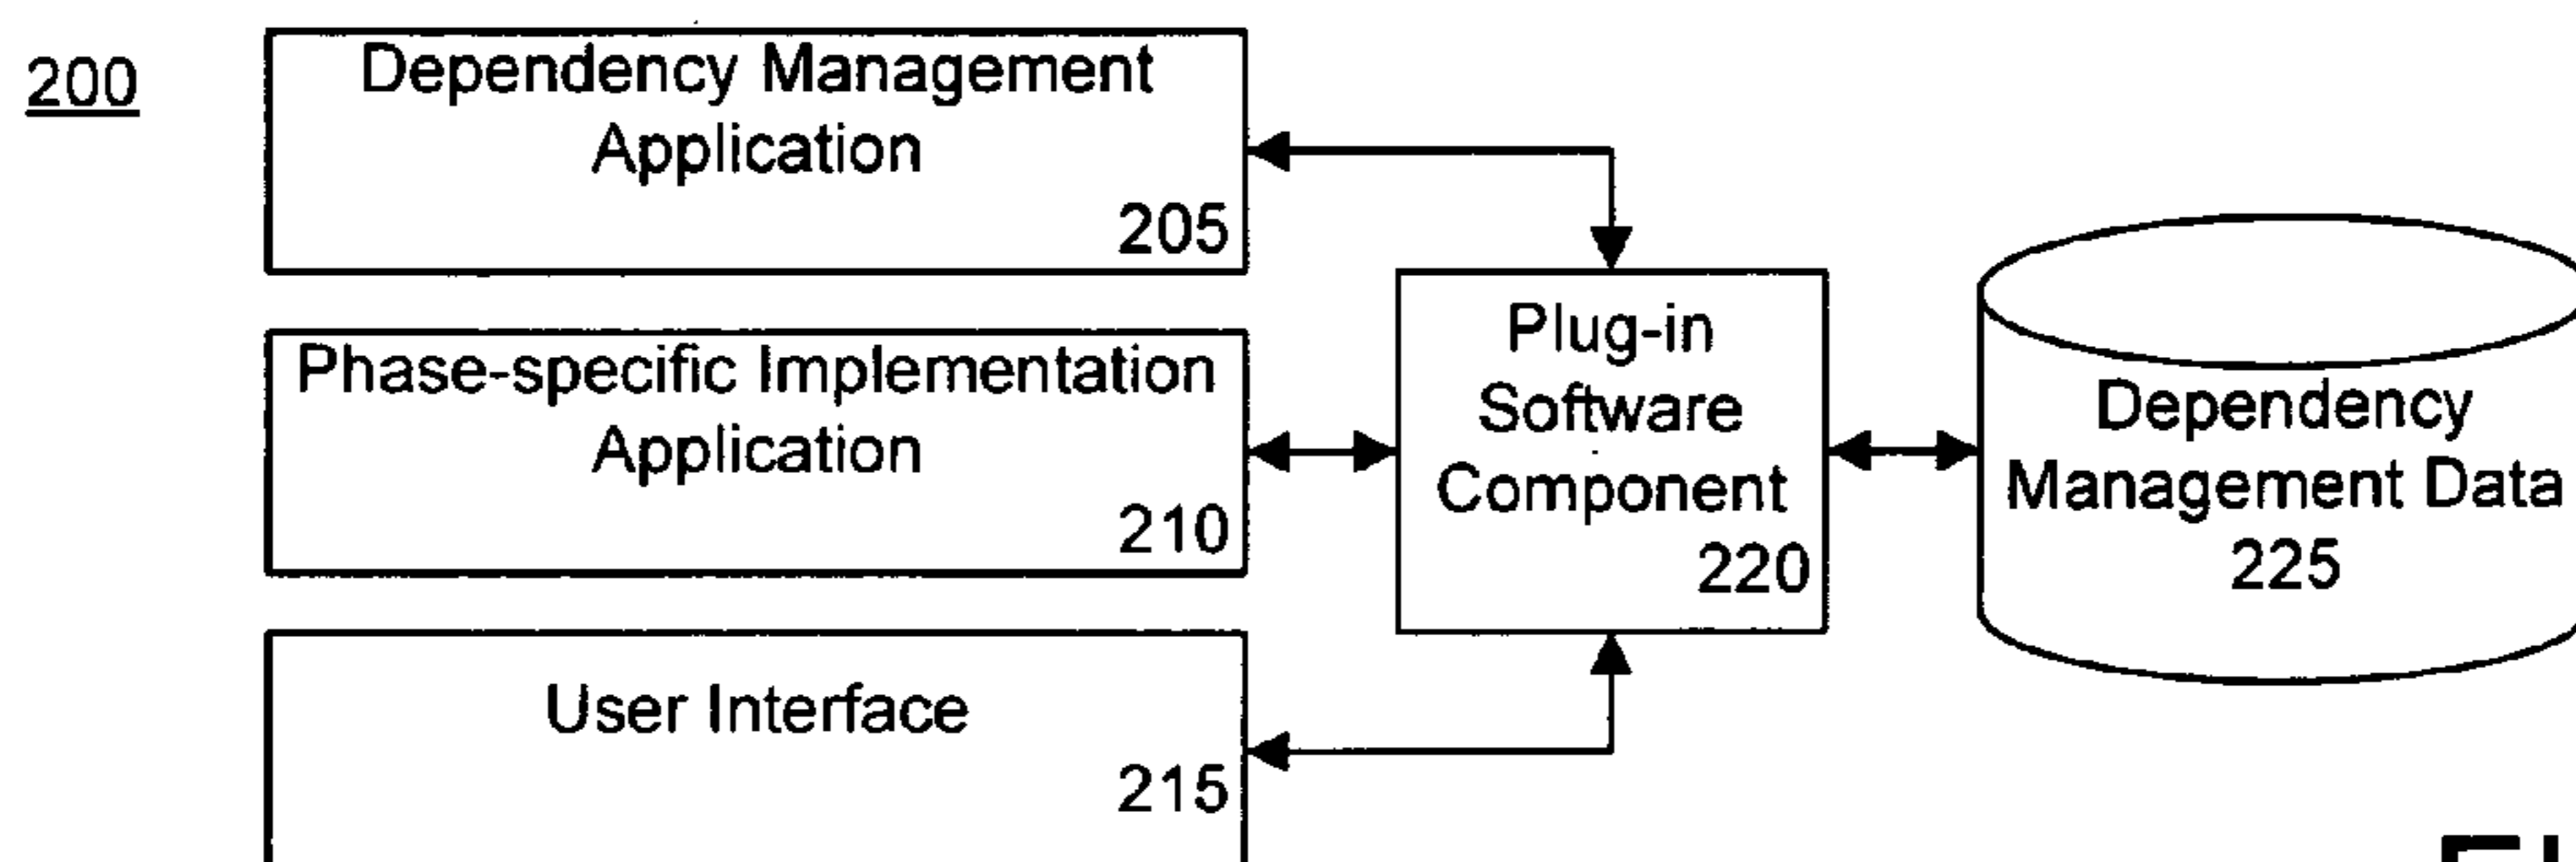 200
Dependency Management
Application
205
Phase-specific Implementation
Application
210
User Interface
215
Plug-in
Software
Component
220
Dependency
Management Data
225